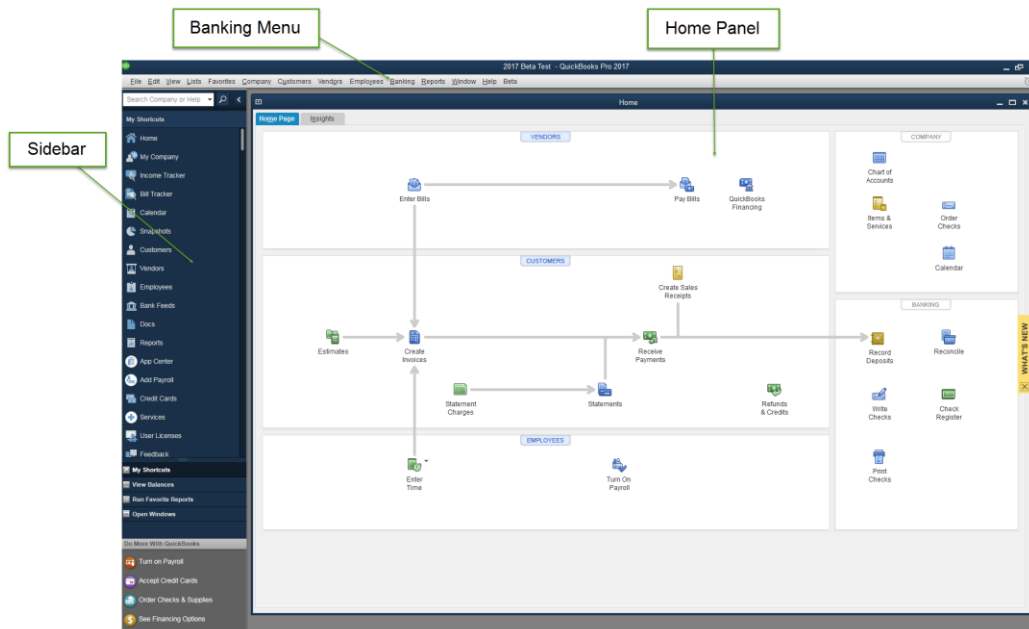 Banking Menu
Home Panel
Sidebar
2017 Beta Test - QuickBooks Pro 2017
File Edit View Lists Favorites Company Customers Vendors Employees Banking Reports Window Help Beta
Search Company or Help
My Shortcuts
Home
My Company
Income Tracker
Bill Tracker
Calendar
Snapshots
Customers
Vendors
Employees
Bank Feeds
Docs
Reports
App Center
Add Payroll
Credit Cards
Services
User Licenses
Feedback
My Shortcuts
View Balances
Run Favorite Reports
Open Windows
Do More With QuickBooks
Turn on Payroll
Accept Credit Cards
Order Checks & Supplies
See Financing Options
Home
Home Page
Insights
VENDORS
Enter Bills
Pay Bills
QuickBooks
Financing
CUSTOMERS
Create Sales
Receipts
Estimates
Create
Invoices
Receive
Payments
Statement
Charges
Statements
Refunds
& Credits
EMPLOYEES
Enter
Time
Turn On
Payroll
COMPANY
Chart of
Accounts
Items &
Services
Order
Checks
Calendar
BANKING
Record
Deposits
Reconcile
Write
Checks
Check
Register
Print
Checks
WHAT'S NEW